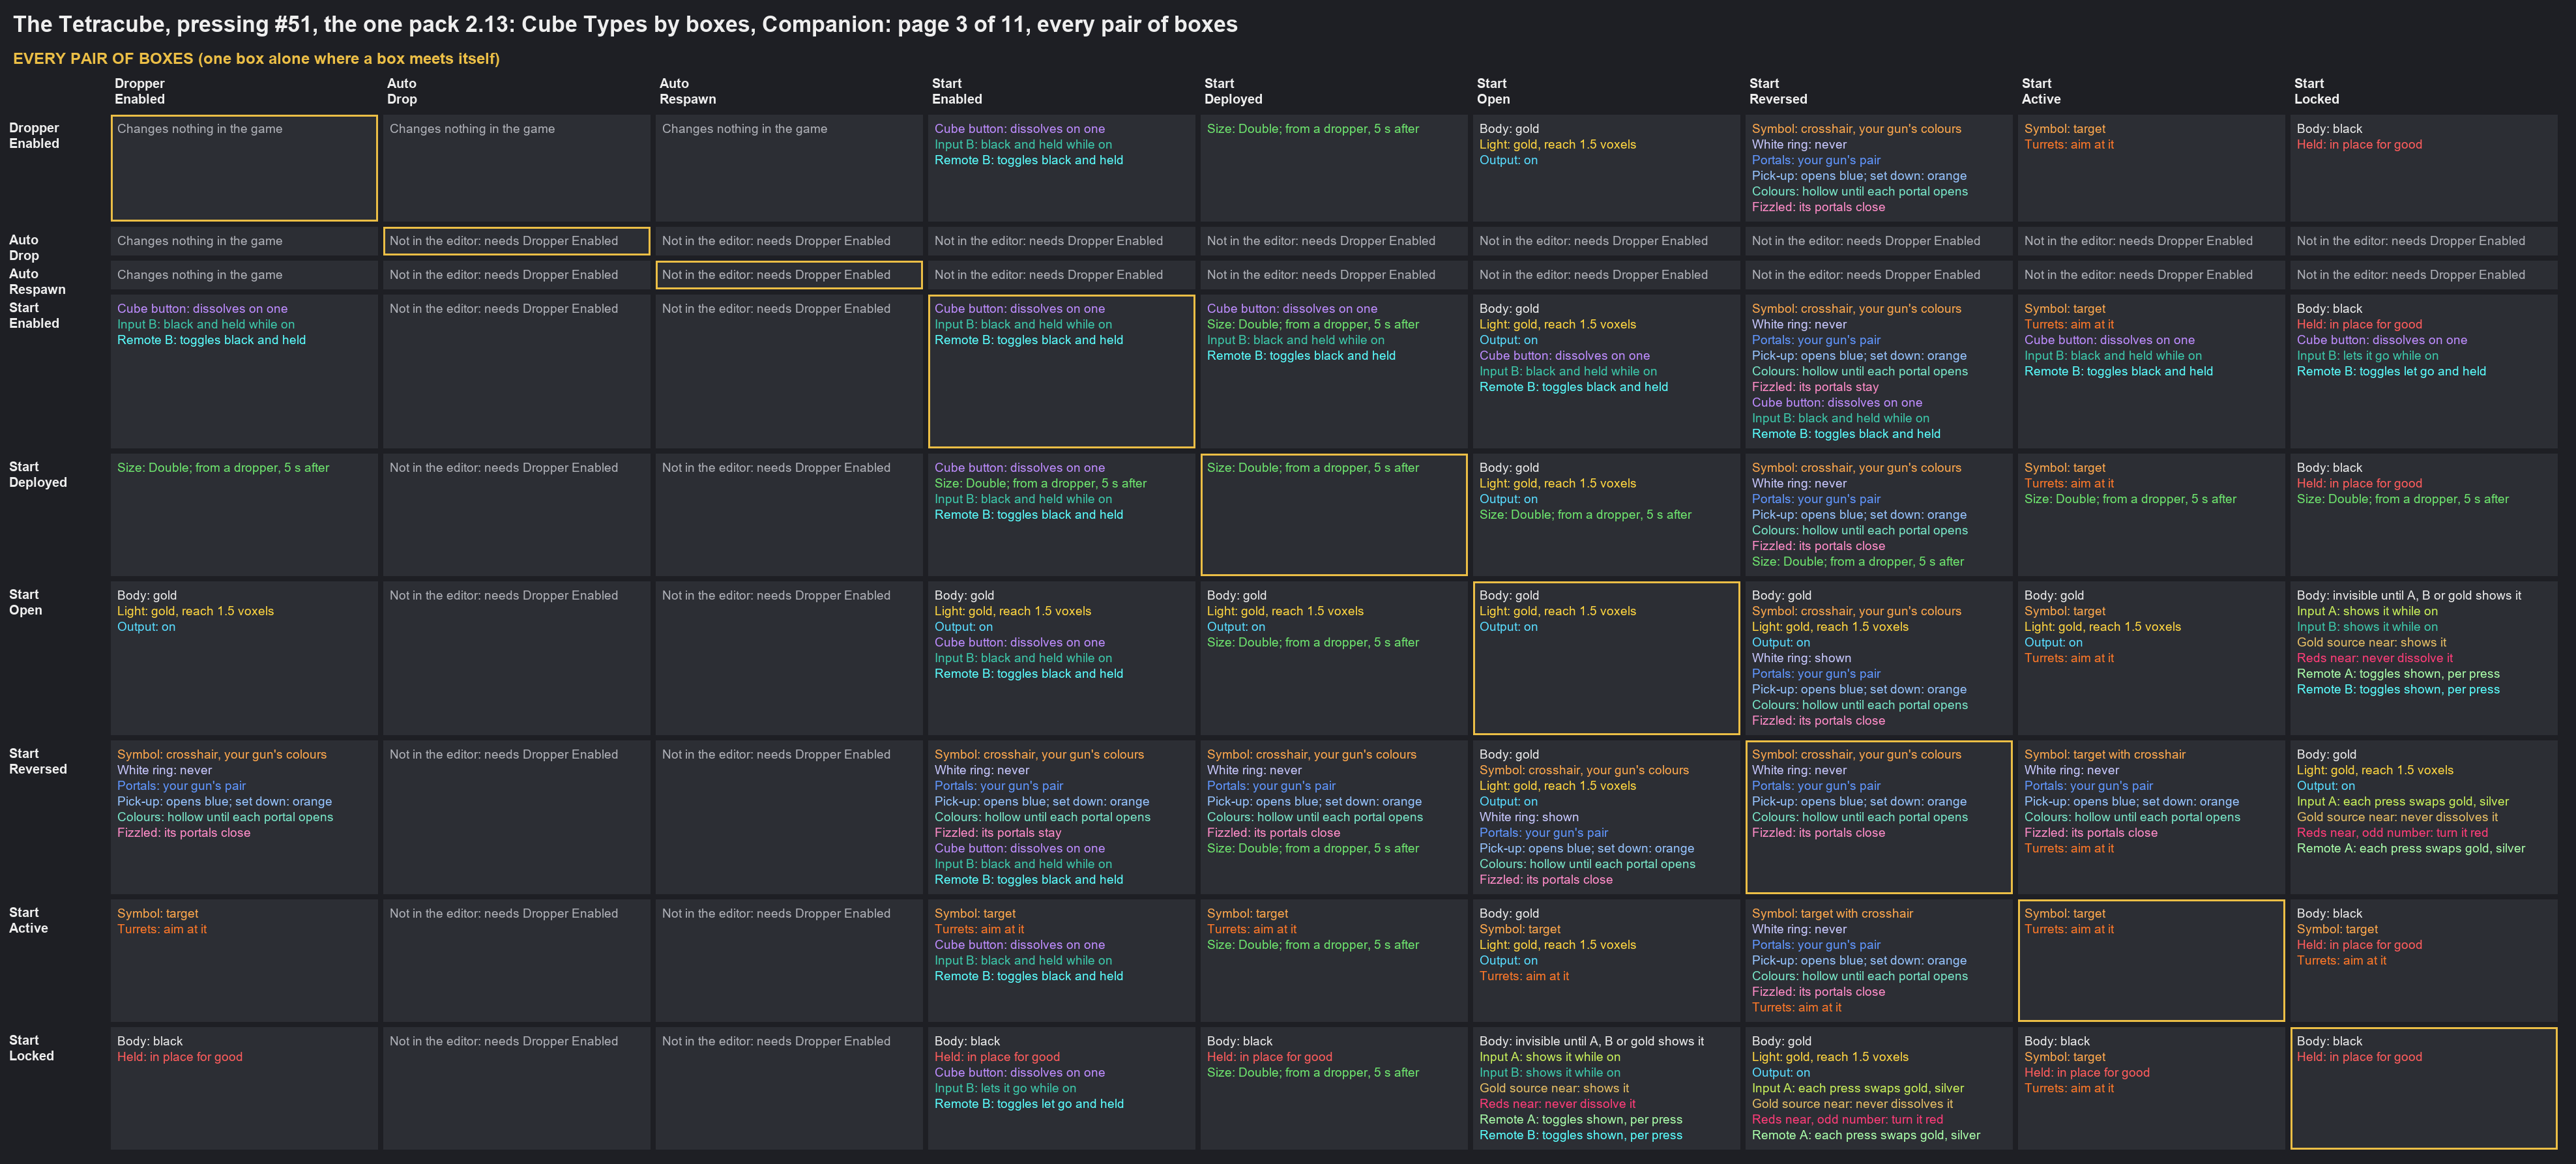 The Tetracube, pressing #51, the one pack 2.13: Cube Types by boxes, Companion: page 3 of 11, every pair of boxes
EVERY PAIR OF BOXES (one box alone where a box meets itself)
Dropper
Enabled
Auto
Drop
Auto
Respawn
Start
Enabled
Start
Deployed
Start
Open
Start
Reversed
Start
Active
Start
Locked
Dropper
Enabled
Changes nothing in the game
Changes nothing in the game
Changes nothing in the game
Cube button: dissolves on one
Input B: black and held while on
Remote B: toggles black and held
Size: Double; from a dropper, 5 s after
Body: gold
Light: gold, reach 1.5 voxels
Output: on
Symbol: crosshair, your gun's colours
White ring: never
Portals: your gun's pair
Pick-up: opens blue; set down: orange
Colours: hollow until each portal opens
Fizzled: its portals close
Symbol: target
Turrets: aim at it
Body: black
Held: in place for good
Auto
Drop
Changes nothing in the game
Not in the editor: needs Dropper Enabled
Not in the editor: needs Dropper Enabled
Not in the editor: needs Dropper Enabled
Not in the editor: needs Dropper Enabled
Not in the editor: needs Dropper Enabled
Not in the editor: needs Dropper Enabled
Not in the editor: needs Dropper Enabled
Not in the editor: needs Dropper Enabled
Auto
Respawn
Changes nothing in the game
Not in the editor: needs Dropper Enabled
Not in the editor: needs Dropper Enabled
Not in the editor: needs Dropper Enabled
Not in the editor: needs Dropper Enabled
Not in the editor: needs Dropper Enabled
Not in the editor: needs Dropper Enabled
Not in the editor: needs Dropper Enabled
Not in the editor: needs Dropper Enabled
Start
Enabled
Cube button: dissolves on one
Input B: black and held while on
Remote B: toggles black and held
Not in the editor: needs Dropper Enabled
Not in the editor: needs Dropper Enabled
Cube button: dissolves on one
Input B: black and held while on
Remote B: toggles black and held
Cube button: dissolves on one
Size: Double; from a dropper, 5 s after
Input B: black and held while on
Remote B: toggles black and held
Body: gold
Light: gold, reach 1.5 voxels
Output: on
Cube button: dissolves on one
Input B: black and held while on
Remote B: toggles black and held
Symbol: crosshair, your gun's colours
White ring: never
Portals: your gun's pair
Pick-up: opens blue; set down: orange
Colours: hollow until each portal opens
Fizzled: its portals stay
Cube button: dissolves on one
Input B: black and held while on
Remote B: toggles black and held
Symbol: target
Turrets: aim at it
Cube button: dissolves on one
Input B: black and held while on
Remote B: toggles black and held
Body: black
Held: in place for good
Cube button: dissolves on one
Input B: lets it go while on
Remote B: toggles let go and held
Start
Deployed
Size: Double; from a dropper, 5 s after
Not in the editor: needs Dropper Enabled
Not in the editor: needs Dropper Enabled
Cube button: dissolves on one
Size: Double; from a dropper, 5 s after
Input B: black and held while on
Remote B: toggles black and held
Size: Double; from a dropper, 5 s after
Body: gold
Light: gold, reach 1.5 voxels
Output: on
Size: Double; from a dropper, 5 s after
Symbol: crosshair, your gun's colours
White ring: never
Portals: your gun's pair
Pick-up: opens blue; set down: orange
Colours: hollow until each portal opens
Fizzled: its portals close
Size: Double; from a dropper, 5 s after
Symbol: target
Turrets: aim at it
Size: Double; from a dropper, 5 s after
Body: black
Held: in place for good
Size: Double; from a dropper, 5 s after
Start
Open
Body: gold
Light: gold, reach 1.5 voxels
Output: on
Not in the editor: needs Dropper Enabled
Not in the editor: needs Dropper Enabled
Body: gold
Light: gold, reach 1.5 voxels
Output: on
Cube button: dissolves on one
Input B: black and held while on
Remote B: toggles black and held
Body: gold
Light: gold, reach 1.5 voxels
Output: on
Size: Double; from a dropper, 5 s after
Body: gold
Light: gold, reach 1.5 voxels
Output: on
Body: gold
Symbol: crosshair, your gun's colours
Light: gold, reach 1.5 voxels
Output: on
White ring: shown
Portals: your gun's pair
Pick-up: opens blue; set down: orange
Colours: hollow until each portal opens
Fizzled: its portals close
Body: gold
Symbol: target
Light: gold, reach 1.5 voxels
Output: on
Turrets: aim at it
Body: invisible until A, B or gold shows it
Input A: shows it while on
Input B: shows it while on
Gold source near: shows it
Reds near: never dissolve it
Remote A: toggles shown, per press
Remote B: toggles shown, per press
Start
Reversed
Symbol: crosshair, your gun's colours
White ring: never
Portals: your gun's pair
Pick-up: opens blue; set down: orange
Colours: hollow until each portal opens
Fizzled: its portals close
Not in the editor: needs Dropper Enabled
Not in the editor: needs Dropper Enabled
Symbol: crosshair, your gun's colours
White ring: never
Portals: your gun's pair
Pick-up: opens blue; set down: orange
Colours: hollow until each portal opens
Fizzled: its portals stay
Cube button: dissolves on one
Input B: black and held while on
Remote B: toggles black and held
Symbol: crosshair, your gun's colours
White ring: never
Portals: your gun's pair
Pick-up: opens blue; set down: orange
Colours: hollow until each portal opens
Fizzled: its portals close
Size: Double; from a dropper, 5 s after
Body: gold
Symbol: crosshair, your gun's colours
Light: gold, reach 1.5 voxels
Output: on
White ring: shown
Portals: your gun's pair
Pick-up: opens blue; set down: orange
Colours: hollow until each portal opens
Fizzled: its portals close
Symbol: crosshair, your gun's colours
White ring: never
Portals: your gun's pair
Pick-up: opens blue; set down: orange
Colours: hollow until each portal opens
Fizzled: its portals close
Symbol: target with crosshair
White ring: never
Portals: your gun's pair
Pick-up: opens blue; set down: orange
Colours: hollow until each portal opens
Fizzled: its portals close
Turrets: aim at it
Body: gold
Light: gold, reach 1.5 voxels
Output: on
Input A: each press swaps gold, silver
Gold source near: never dissolves it
Reds near, odd number: turn it red
Remote A: each press swaps gold, silver
Start
Active
Symbol: target
Turrets: aim at it
Not in the editor: needs Dropper Enabled
Not in the editor: needs Dropper Enabled
Symbol: target
Turrets: aim at it
Cube button: dissolves on one
Input B: black and held while on
Remote B: toggles black and held
Symbol: target
Turrets: aim at it
Size: Double; from a dropper, 5 s after
Body: gold
Symbol: target
Light: gold, reach 1.5 voxels
Output: on
Turrets: aim at it
Symbol: target with crosshair
White ring: never
Portals: your gun's pair
Pick-up: opens blue; set down: orange
Colours: hollow until each portal opens
Fizzled: its portals close
Turrets: aim at it
Symbol: target
Turrets: aim at it
Body: black
Symbol: target
Held: in place for good
Turrets: aim at it
Start
Locked
Body: black
Held: in place for good
Not in the editor: needs Dropper Enabled
Not in the editor: needs Dropper Enabled
Body: black
Held: in place for good
Cube button: dissolves on one
Input B: lets it go while on
Remote B: toggles let go and held
Body: black
Held: in place for good
Size: Double; from a dropper, 5 s after
Body: invisible until A, B or gold shows it
Input A: shows it while on
Input B: shows it while on
Gold source near: shows it
Reds near: never dissolve it
Remote A: toggles shown, per press
Remote B: toggles shown, per press
Body: gold
Light: gold, reach 1.5 voxels
Output: on
Input A: each press swaps gold, silver
Gold source near: never dissolves it
Reds near, odd number: turn it red
Remote A: each press swaps gold, silver
Body: black
Symbol: target
Held: in place for good
Turrets: aim at it
Body: black
Held: in place for good